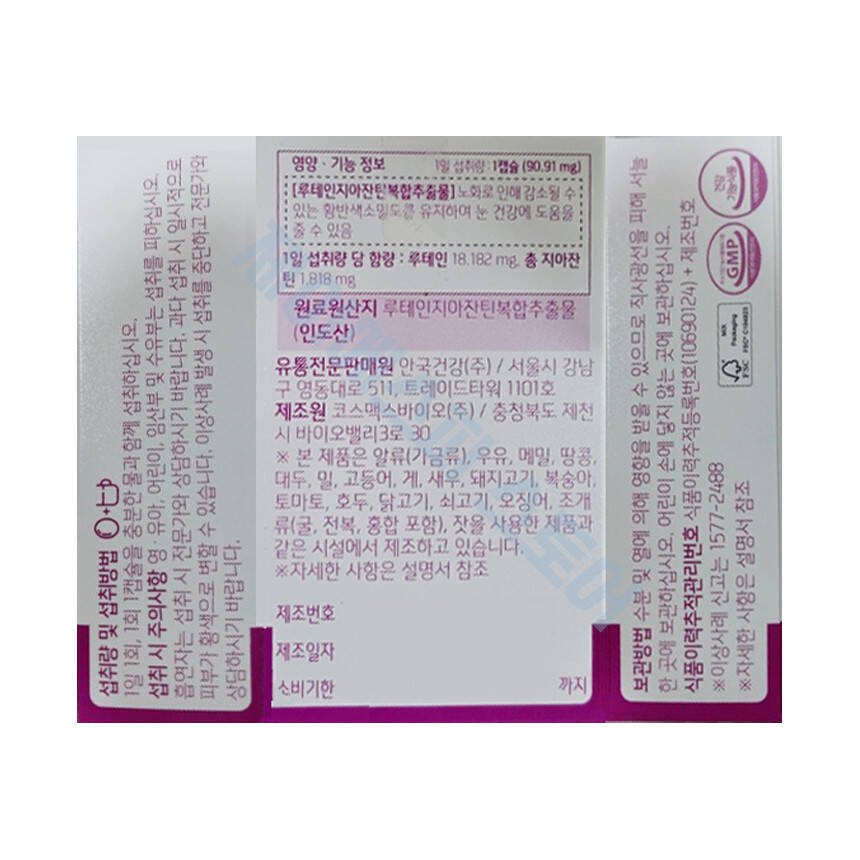 섭취량 및 섭취방법
1일 1회, 1회 1캡슐을 충분한 물과 함께 섭취하십시오.
섭취 시 주의사항 영·유아, 어린이, 임산부 및 수유부는 섭취를 피하십시오.
흡연자는 섭취 시 전문가와 상담하시기 바랍니다. 과다 섭취 시 일시적으로
피부가 황색으로 변할 수 있습니다. 이상사례 발생 시 섭취를 중단하고 전문가와
상담하시기 바랍니다.
영양·기능 정보 1일 섭취량 : 1캡슐 (90.91 mg)
[루테인지아잔틴복합추출물] 노화로 인해 감소될 수
있는 황반색소밀도를 유지하여 눈 건강에 도움을
줄 수 있음
1일 섭취량 당 함량 : 루테인 18.182 mg, 총 지아잔
틴 1.818 mg
원료원산지 루테인지아잔틴복합추출물
(인도산)
유통전문판매원 안국건강(주) / 서울시 강남
구 영동대로 511, 트레이드타워 1101호
제조원 코스맥스바이오(주) / 충청북도 제천
시 바이오밸리3로 30
※ 본 제품은 알류(가금류), 우유, 메밀, 땅콩,
대두, 밀, 고등어, 게, 새우, 돼지고기, 복숭아,
토마토, 호두, 닭고기, 쇠고기, 오징어, 조개
류(굴, 전복, 홍합 포함), 잣을 사용한 제품과
같은 시설에서 제조하고 있습니다.
※자세한 사항은 설명서 참조
제조번호
제조일자
소비기한 까지
보관방법 수분 및 열에 의해 영향을 받을 수 있으므로 직사광선을 피해 서늘
한 곳에 보관하십시오. 어린이 손에 닿지 않는 곳에 보관하십시오.
식품이력추적관리번호 식품이력추적등록번호(10690124) + 제조번호
※이상사례 신고는 1577-2488
※자세한 사항은 설명서 참조
건강
기능식품
GMP
FSC
MIX
Packaging
FSC® C184823